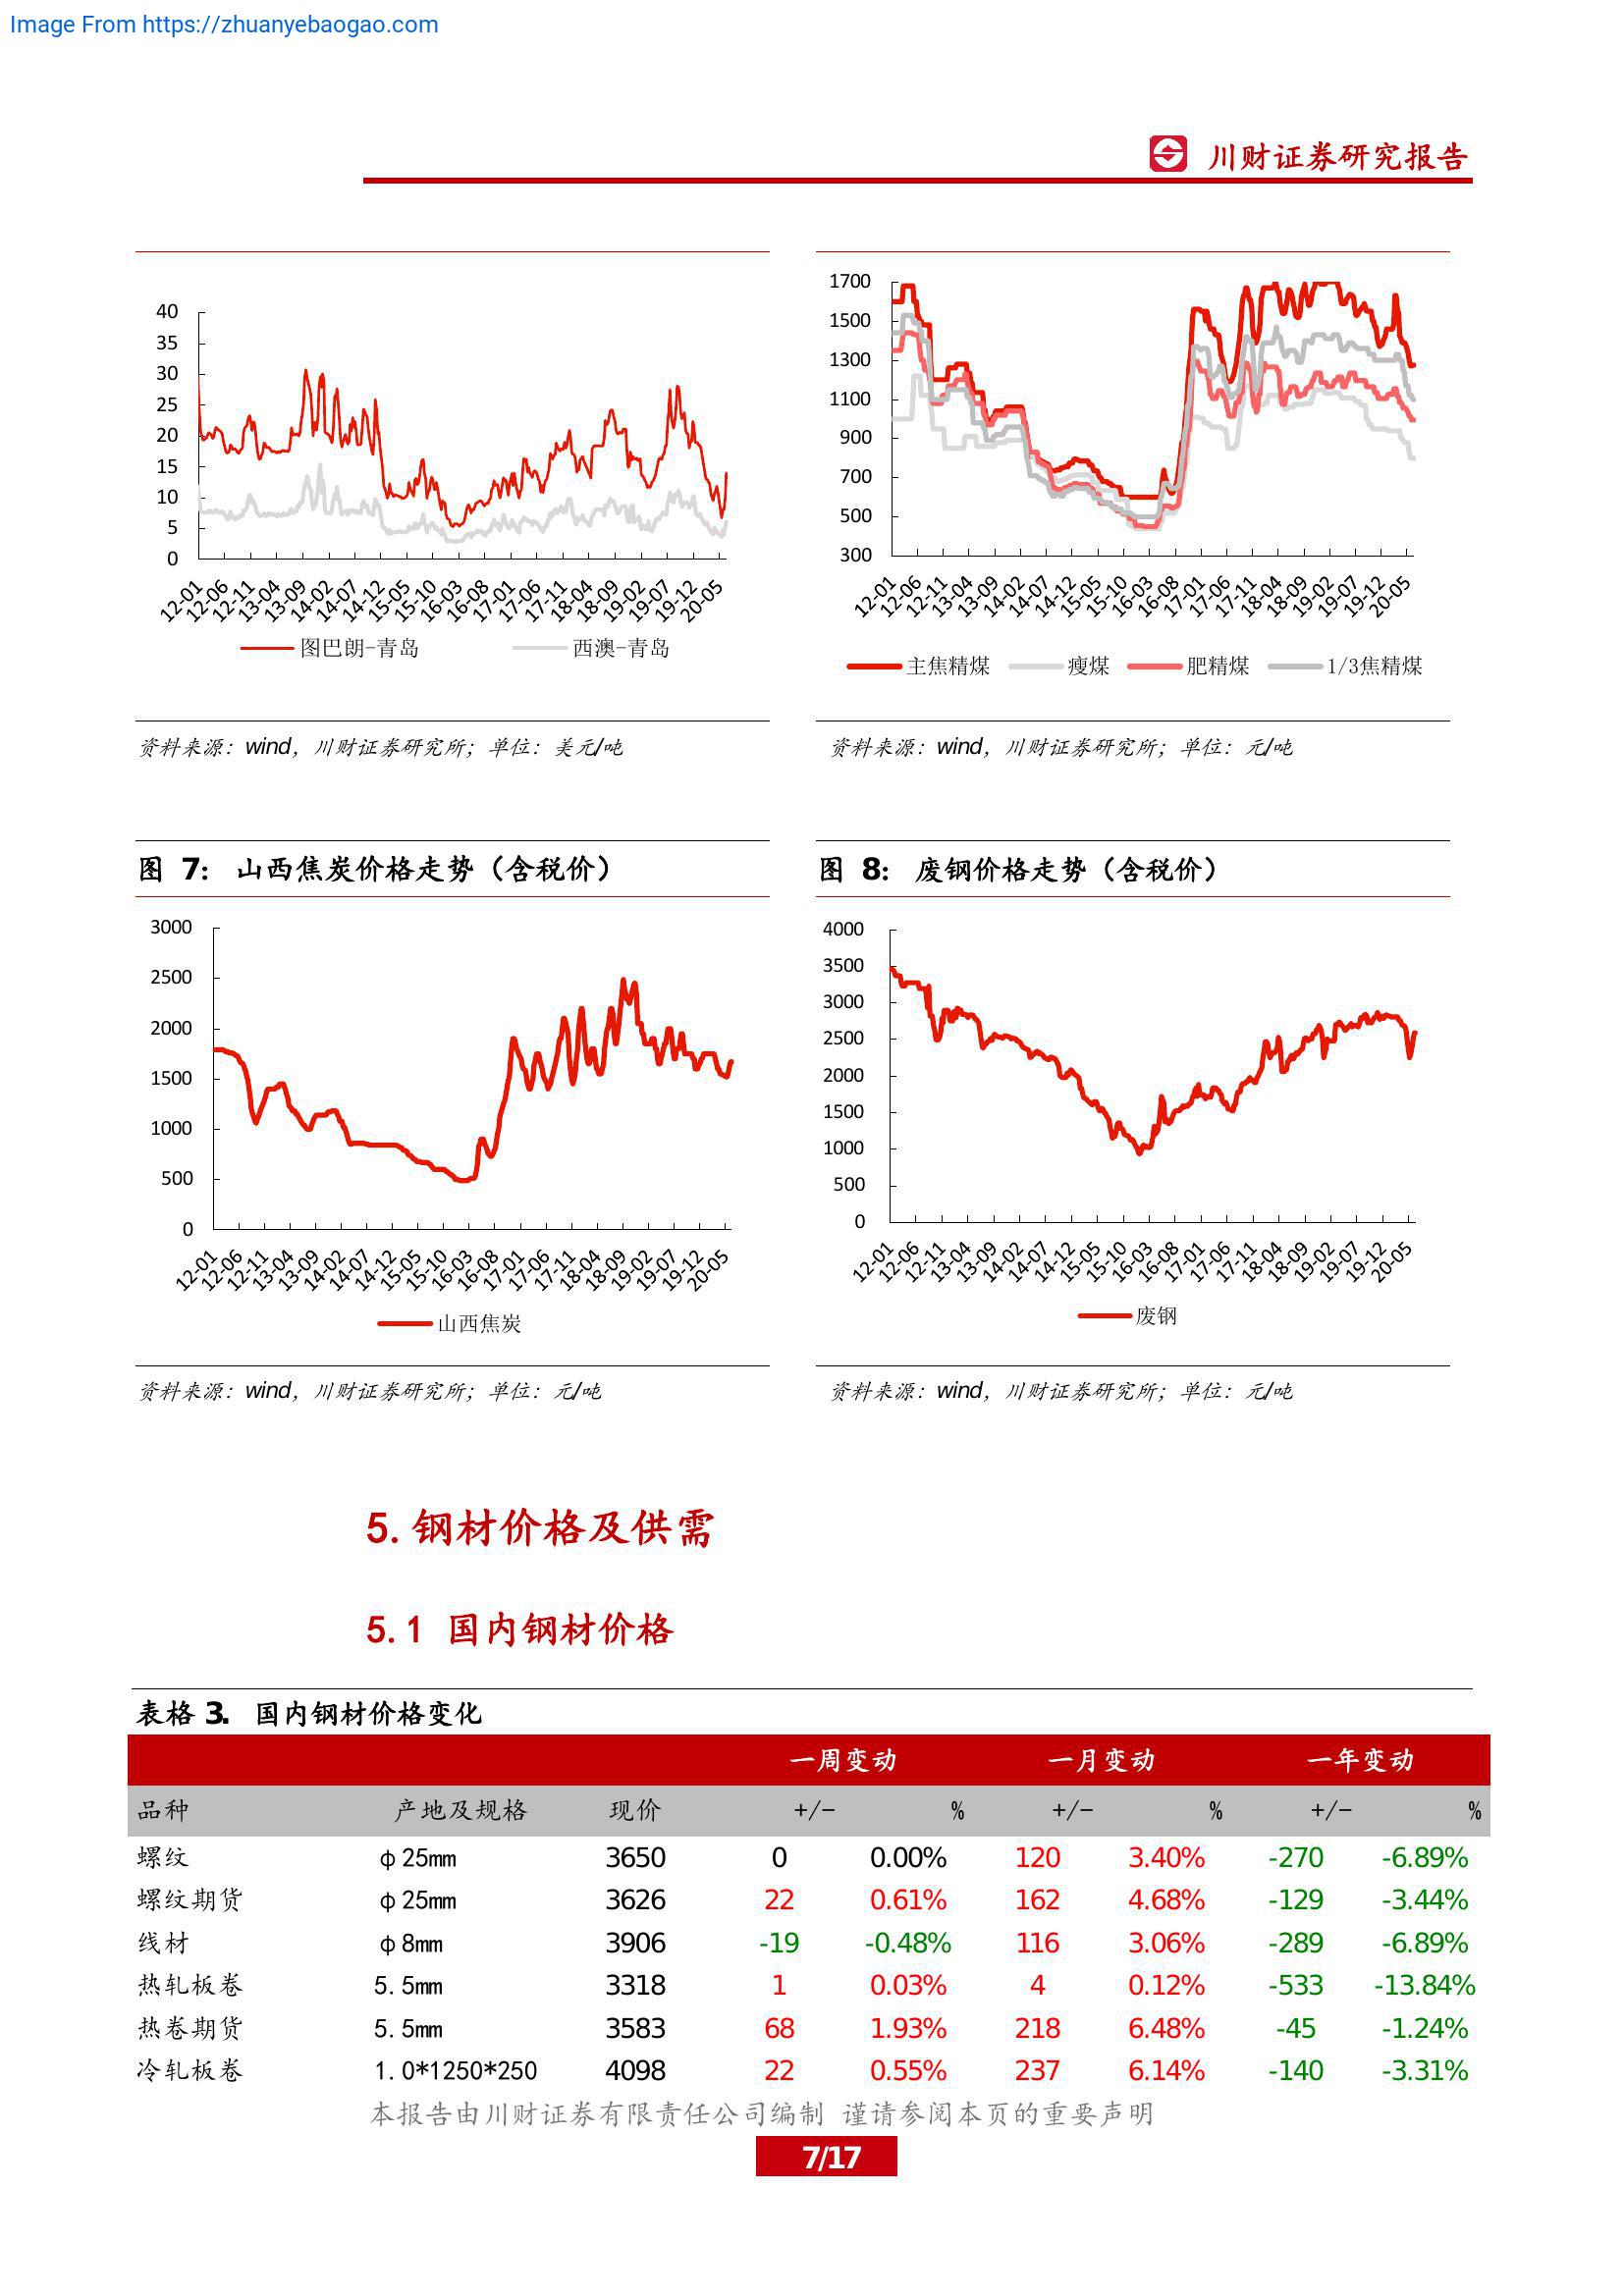 Image From https://zhuanyebaogao.com
川财证券研究报告
40
35
30
25
20
15
10
5
0
12-01 12-06 12-11 13-04 13-09 14-02 14-07 14-12 15-05 15-10 16-03 16-08 17-01 17-06 17-11 18-04 18-09 19-02 19-07 19-12 20-05
图巴朗-青岛 西澳-青岛
1700
1500
1300
1100
900
700
500
300
12-01 12-06 12-11 13-04 13-09 14-02 14-07 14-12 15-05 15-10 16-03 16-08 17-01 17-06 17-11 18-04 18-09 19-02 19-07 19-12 20-05
主焦精煤 瘦煤 肥精煤 1/3焦精煤
资料来源：wind，川财证券研究所；单位：美元/吨
资料来源：wind，川财证券研究所；单位：元/吨
图 7： 山西焦炭价格走势（含税价）
图 8： 废钢价格走势（含税价）
3000
2500
2000
1500
1000
500
0
12-01 12-06 12-11 13-04 13-09 14-02 14-07 14-12 15-05 15-10 16-03 16-08 17-01 17-06 17-11 18-04 18-09 19-02 19-07 19-12 20-05
山西焦炭
4000
3500
3000
2500
2000
1500
1000
500
0
12-01 12-06 12-11 13-04 13-09 14-02 14-07 14-12 15-05 15-10 16-03 16-08 17-01 17-06 17-11 18-04 18-09 19-02 19-07 19-12 20-05
废钢
资料来源：wind，川财证券研究所；单位：元/吨
资料来源：wind，川财证券研究所；单位：元/吨
5.钢材价格及供需
5.1 国内钢材价格
表格 3. 国内钢材价格变化
一周变动 一月变动 一年变动
品种 产地及规格 现价 +/- % +/- % +/- %
螺纹 φ25mm 3650 0 0.00% 120 3.40% -270 -6.89%
螺纹期货 φ25mm 3626 22 0.61% 162 4.68% -129 -3.44%
线材 φ8mm 3906 -19 -0.48% 116 3.06% -289 -6.89%
热轧板卷 5.5mm 3318 1 0.03% 4 0.12% -533 -13.84%
热卷期货 5.5mm 3583 68 1.93% 218 6.48% -45 -1.24%
冷轧板卷 1.0*1250*250 4098 22 0.55% 237 6.14% -140 -3.31%
本报告由川财证券有限责任公司编制 谨请参阅本页的重要声明
7/17